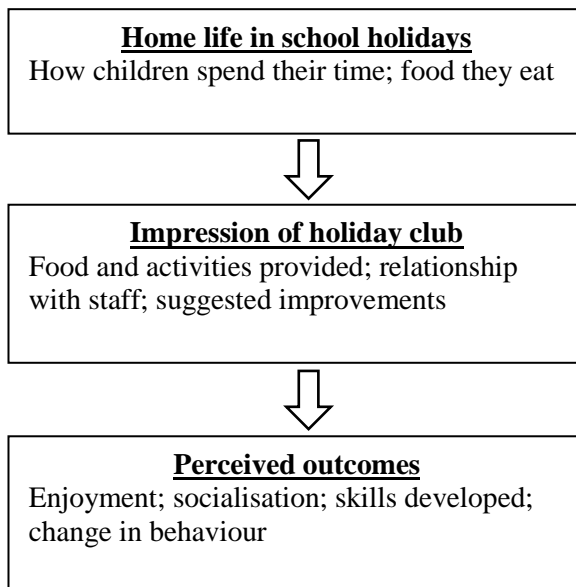 Home life in school holidays
How children spend their time; food they eat
Impression of holiday club
Food and activities provided; relationship
with staff; suggested improvements
Perceived outcomes
Enjoyment; socialisation; skills developed;
change in behaviour